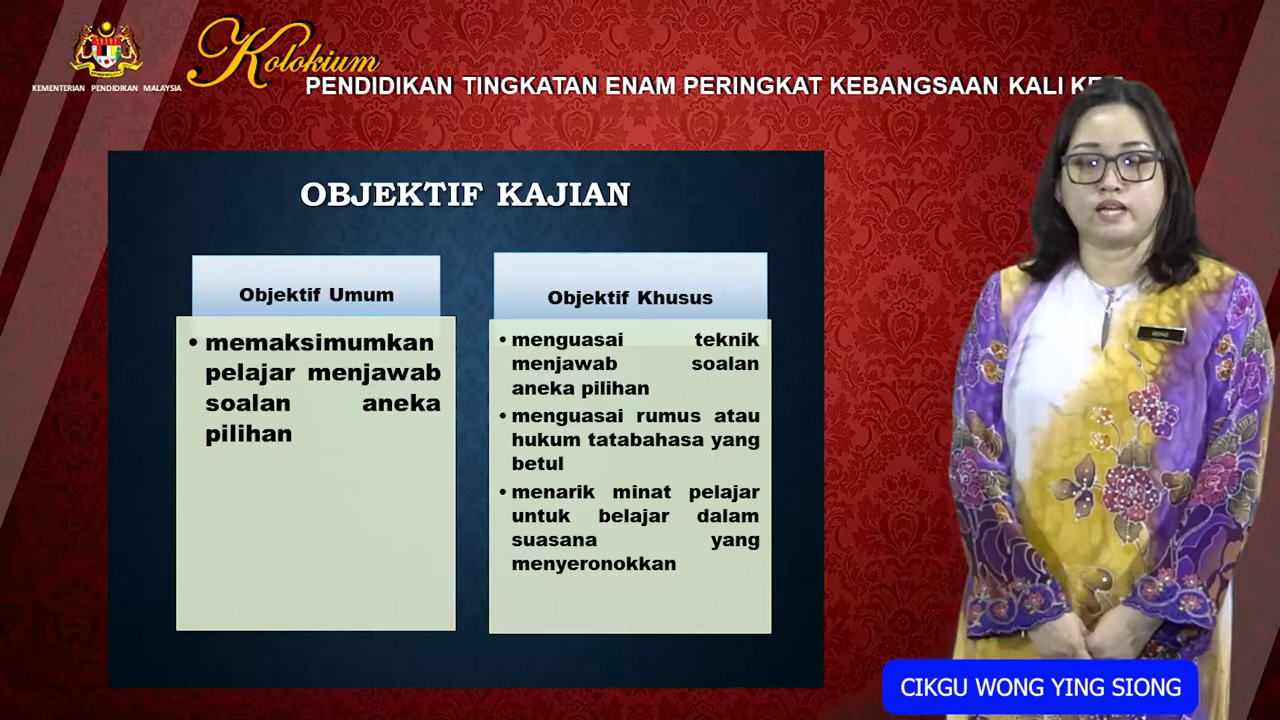 KEMENTERIAN PENDIDIKAN MALAYSIA
Kolokium
PENDIDIKAN TINGKATAN ENAM PERINGKAT KEBANGSAAN KALI
OBJEKTIF KAJIAN
Objektif Umum
• memaksimumkan
pelajar menjawab
soalan aneka
pilihan
Objektif Khusus
• menguasai teknik
menjawab soalan
aneka pilihan
• menguasai rumus atau
hukum tatabahasa yang
betul
• menarik minat pelajar
untuk belajar dalam
suasana yang
menyeronokkan
WONG
CIKGU WONG YING SIONG